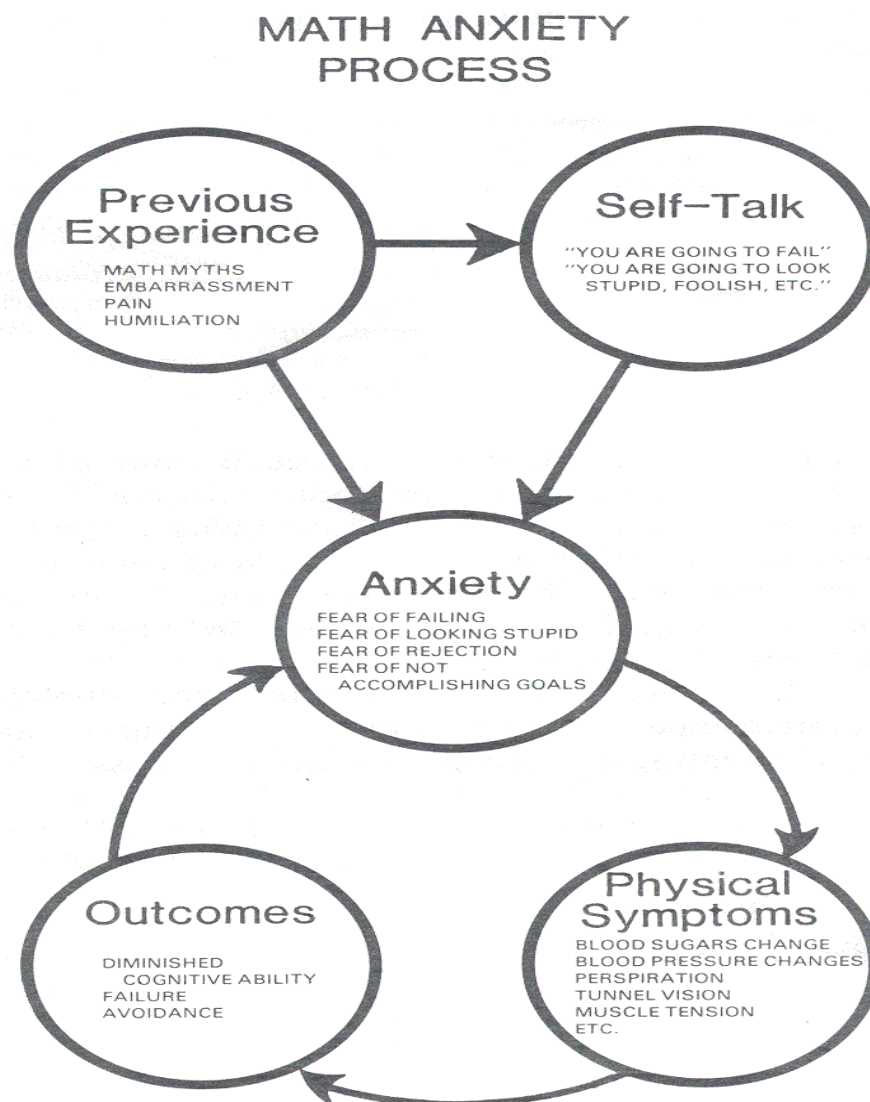 MATH ANXIETY
PROCESS
Previous
Experience
MATH MYTHS
EMBARRASSMENT
PAIN
HUMILIATION
Self-Talk
"YOU ARE GOING TO FAIL"
"YOU ARE GOING TO LOOK
STUPID, FOOLISH, ETC."
Anxiety
FEAR OF FAILING
FEAR OF LOOKING STUPID
FEAR OF REJECTION
FEAR OF NOT
ACCOMPLISHING GOALS
Outcomes
DIMINISHED
COGNITIVE ABILITY
FAILURE
AVOIDANCE
Physical
Symptoms
BLOOD SUGARS CHANGE
BLOOD PRESSURE CHANGES
PERSPIRATION
TUNNEL VISION
MUSCLE TENSION
ETC.